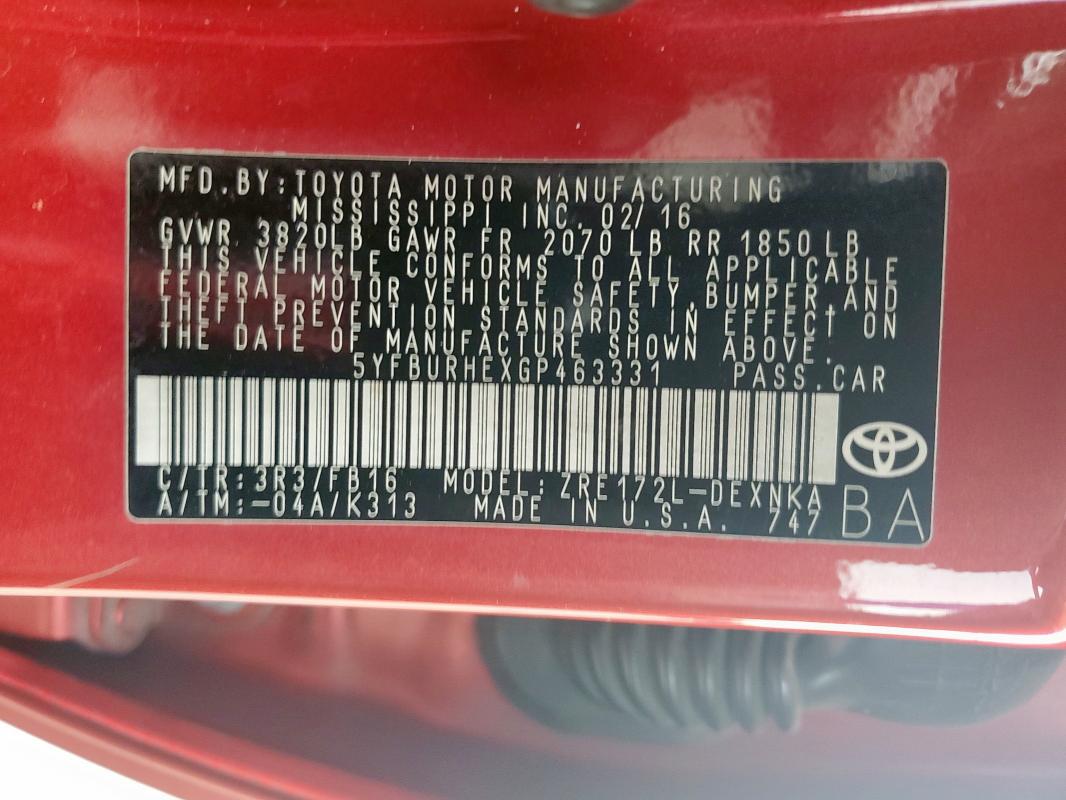 MFD.BY:TOYOTA MOTOR MANUFACTURING
MISSISSIPPI INC. 02/16
GVWR 3820LB GAWR FR 2070 LB RR 1850 LB
THIS VEHICLE CONFORMS TO ALL APPLICABLE
FEDERAL MOTOR VEHICLE SAFETY,BUMPER,AND
THEFT PREVENTION STANDARDS IN EFFECT ON
THE DATE OF MANUFACTURE SHOWN ABOVE.
5YFBURHEXGP463331 PASS.CAR
C/TR:3R3/FB16 MODEL:ZRE172L-DEXNKA
A/TM:-04A/K313 MADE IN U.S.A. 747
BA